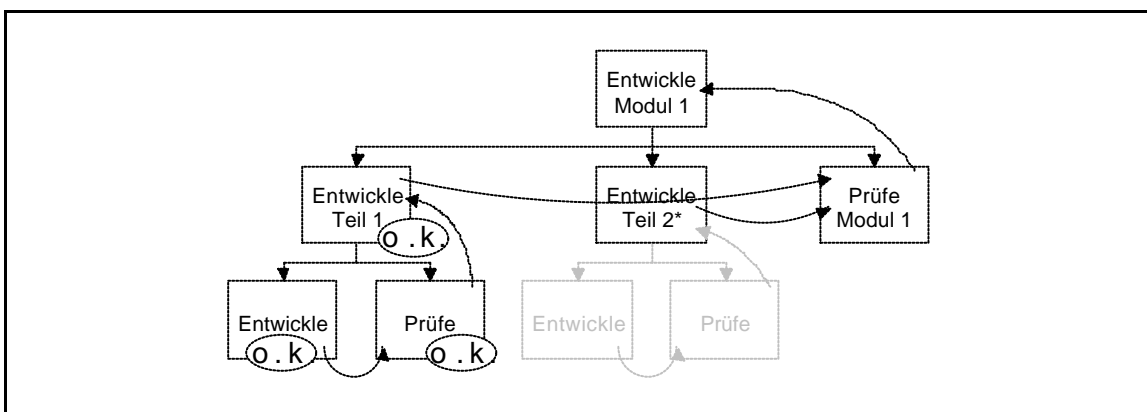 Entwickle
Modul 1
Entwickle
Teil 1
o.k.
Entwickle
Teil 2*
Prüfe
Modul 1
Entwickle
o.k.
Prüfe
o.k.
Entwickle
Prüfe